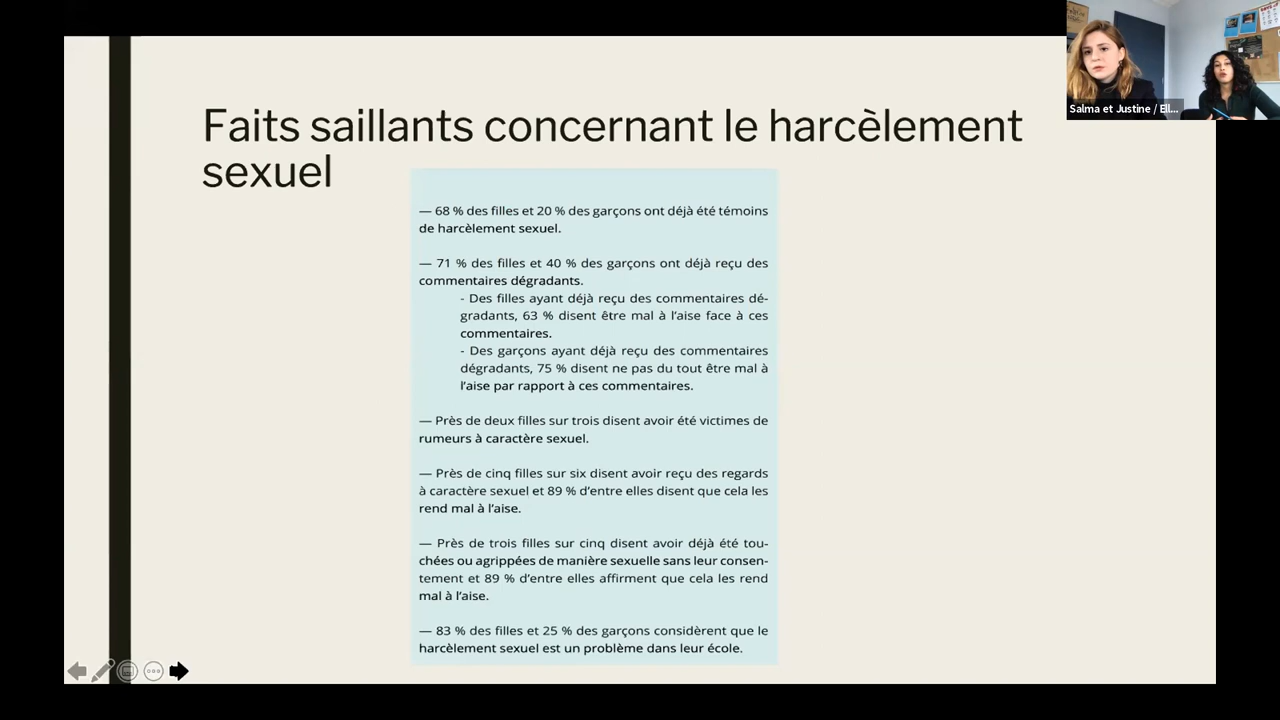 Faits saillants concernant le harcèlement
sexuel
— 68 % des filles et 20 % des garçons ont déjà été témoins
de harcèlement sexuel.
— 71 % des filles et 40 % des garçons ont déjà reçu des
commentaires dégradants.
- Des filles ayant déjà reçu des commentaires dé-
gradants, 63 % disent être mal à l'aise face à ces
commentaires.
- Des garçons ayant déjà reçu des commentaires
dégradants, 75 % disent ne pas du tout être mal à
l'aise par rapport à ces commentaires.
— Près de deux filles sur trois disent avoir été victimes de
rumeurs à caractère sexuel.
— Près de cinq filles sur six disent avoir reçu des regards
à caractère sexuel et 89 % d'entre elles disent que cela les
rend mal à l'aise.
— Près de trois filles sur cinq disent avoir déjà été tou-
chées ou agrippées de manière sexuelle sans leur consen-
tement et 89 % d'entre elles affirment que cela les rend
mal à l'aise.
— 83 % des filles et 25 % des garçons considèrent que le
harcèlement sexuel est un problème dans leur école.
Salma et Justine / Ell...